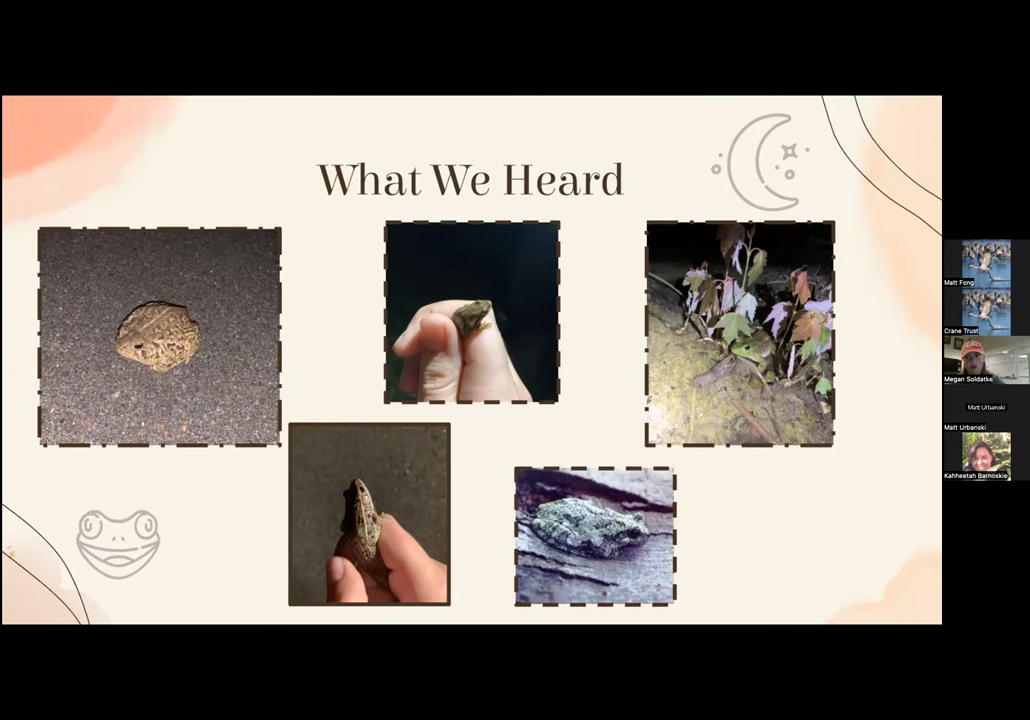 What We Heard
Matt Fong
Crane Trust
Megan Soldatke
Matt Urbanski
Matt Urbanski
Kahheetah Barnoskie